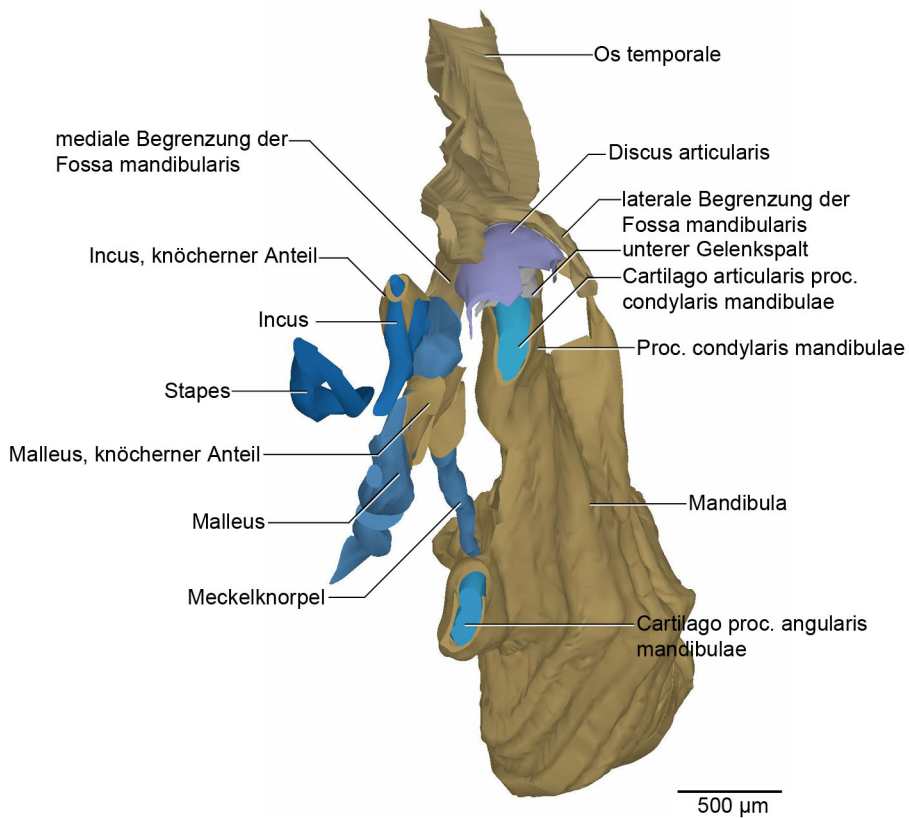 Os temporale
mediale Begrenzung der
Fossa mandibularis
Discus articularis
laterale Begrenzung der
Fossa mandibularis
unterer Gelenkspalt
Incus, knöcherner Anteil
Cartilago articularis proc.
condylaris mandibulae
Incus
Proc. condylaris mandibulae
Stapes
Malleus, knöcherner Anteil
Mandibula
Malleus
Meckelknorpel
Cartilago proc. angularis
mandibulae
500 µm